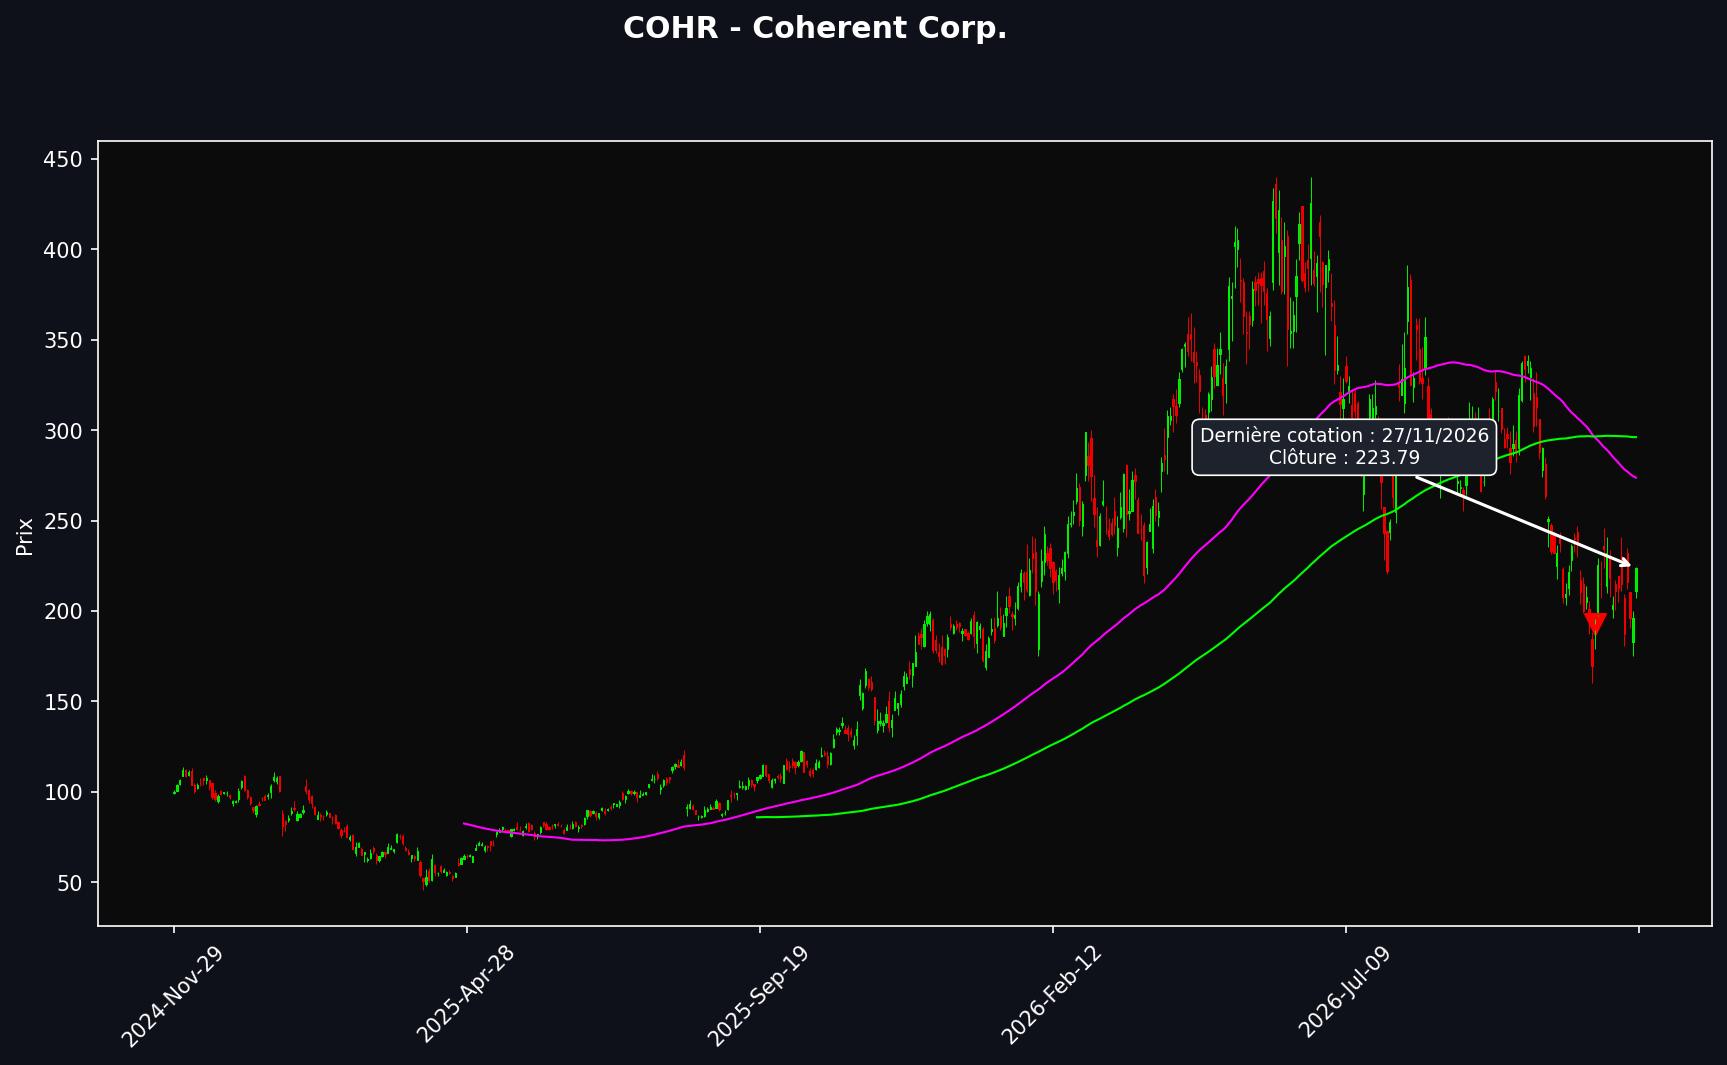 COHR - Coherent Corp.
450
400
350
300
250
200
150
100
50
Prix
Dernière cotation : 27/11/2026
Clôture : 223.79
2024-Nov-29
2025-Apr-28
2025-Sep-19
2026-Feb-12
2026-Jul-09